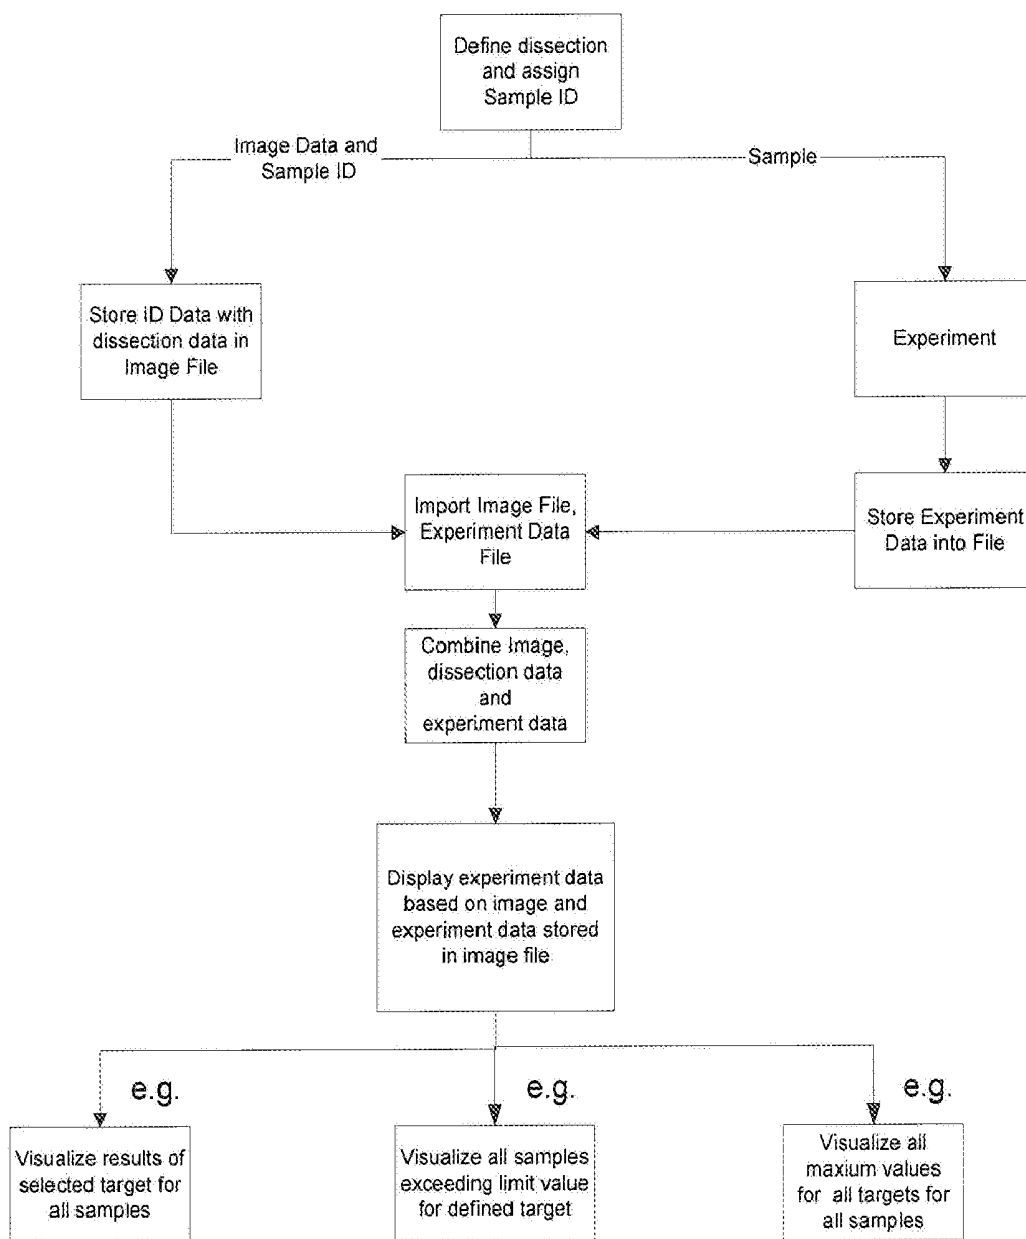 Define dissection
and assign
Sample ID
Image Data and
Sample ID
Sample
Store ID Data with
dissection data in
Image File
Experiment
Import Image File,
Experiment Data
File
Store Experiment
Data into File
Combine Image,
dissection data
and
experiment data
Display experiment data
based on image and
experiment data stored
in image file
e.g.
e.g.
e.g.
Visualize results of
selected target for
all samples
Visualize all samples
exceeding limit value
for defined target
Visualize all
maxium values
for all targets for
all samples